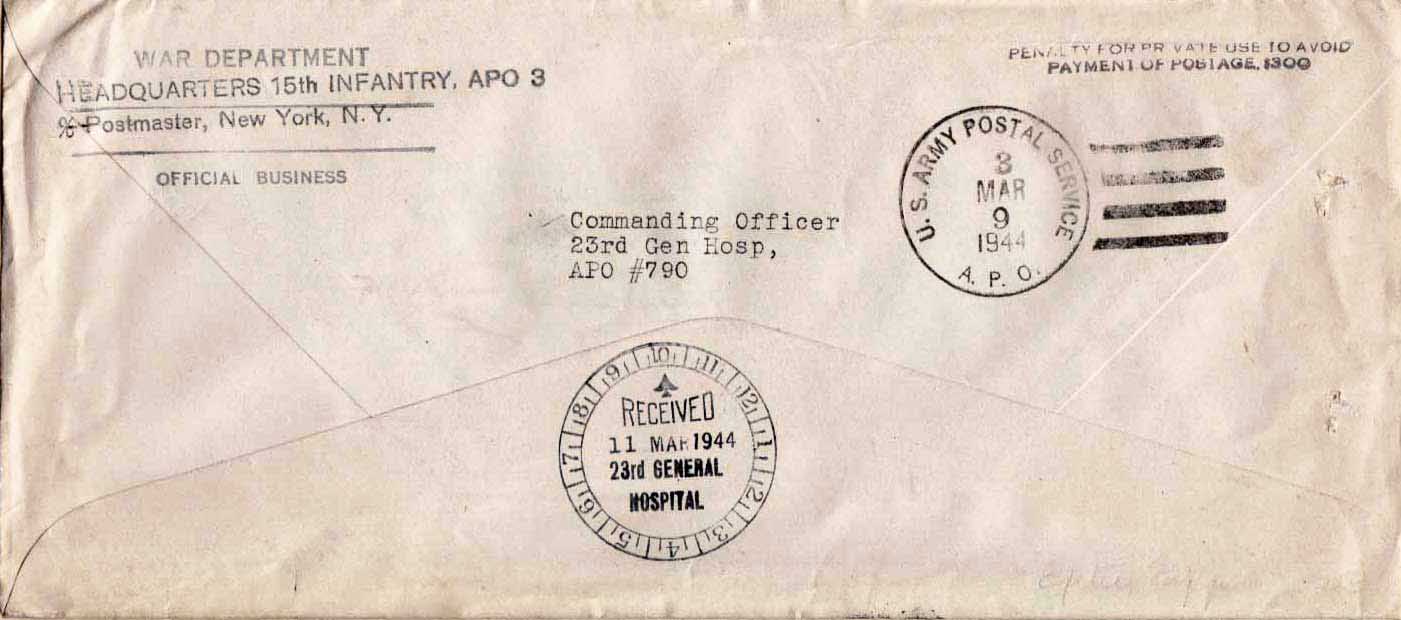 WAR DEPARTMENT
HEADQUARTERS 15th INFANTRY, APO 3
% Postmaster, New York, N.Y.
OFFICIAL BUSINESS
PENALTY FOR PRIVATE USE TO AVOID
PAYMENT OF POSTAGE, $300
U. S. ARMY POSTAL SERVICE
3
MAR
9
1944
A. P. O.
Commanding Officer
23rd Gen Hosp,
APO #790
10 11 12 1 2 3 4 5 6 7 8 9
RECEIVED
11 MAR 1944
23rd GENERAL
HOSPITAL